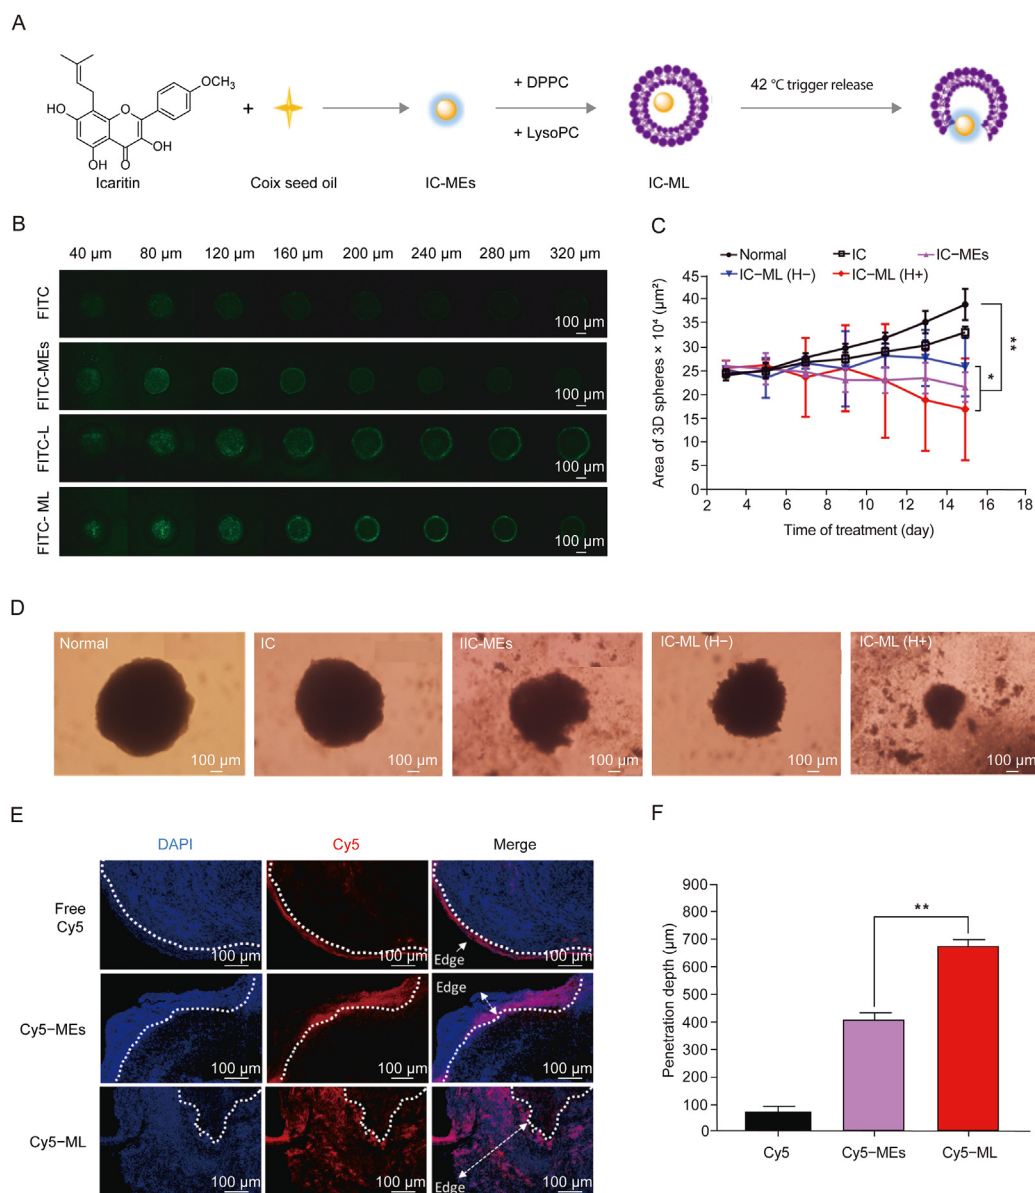 A
OCH₃
HO
O
OH
OH
O
Icaritin
+
Coix seed oil
IC-MEs
+ DPPC
+ LysoPC
IC-ML
42 °C trigger release
B
40 μm 80 μm 120 μm 160 μm 200 μm 240 μm 280 μm 320 μm
FITC
100 μm
FITC-MEs
100 μm
FITC-L
100 μm
FITC- ML
100 μm
C
Normal IC IC−MEs
IC−ML (H−) IC−ML (H+)
Area of 3D spheres × 10⁴ (μm²)
45
40
35
30
25
20
15
10
5
0
**
*
2 4 6 8 10 12 14 16 18
Time of treatment (day)
D
Normal
100 μm
IC
100 μm
IIC-MEs
100 μm
IC-ML (H−)
100 μm
IC-ML (H+)
100 μm
E
DAPI Cy5 Merge
Free
Cy5
100 μm
100 μm
Edge
100 μm
Cy5−MEs
100 μm
100 μm
Edge
100 μm
Cy5−ML
100 μm
100 μm
Edge
100 μm
F
Penetration depth (μm)
900
800
700
600
500
400
300
200
100
0
**
Cy5 Cy5−MEs Cy5−ML